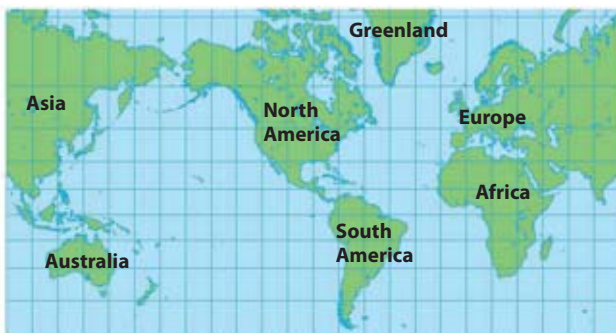 Greenland
Asia
North
America
Europe
Africa
South
America
Australia